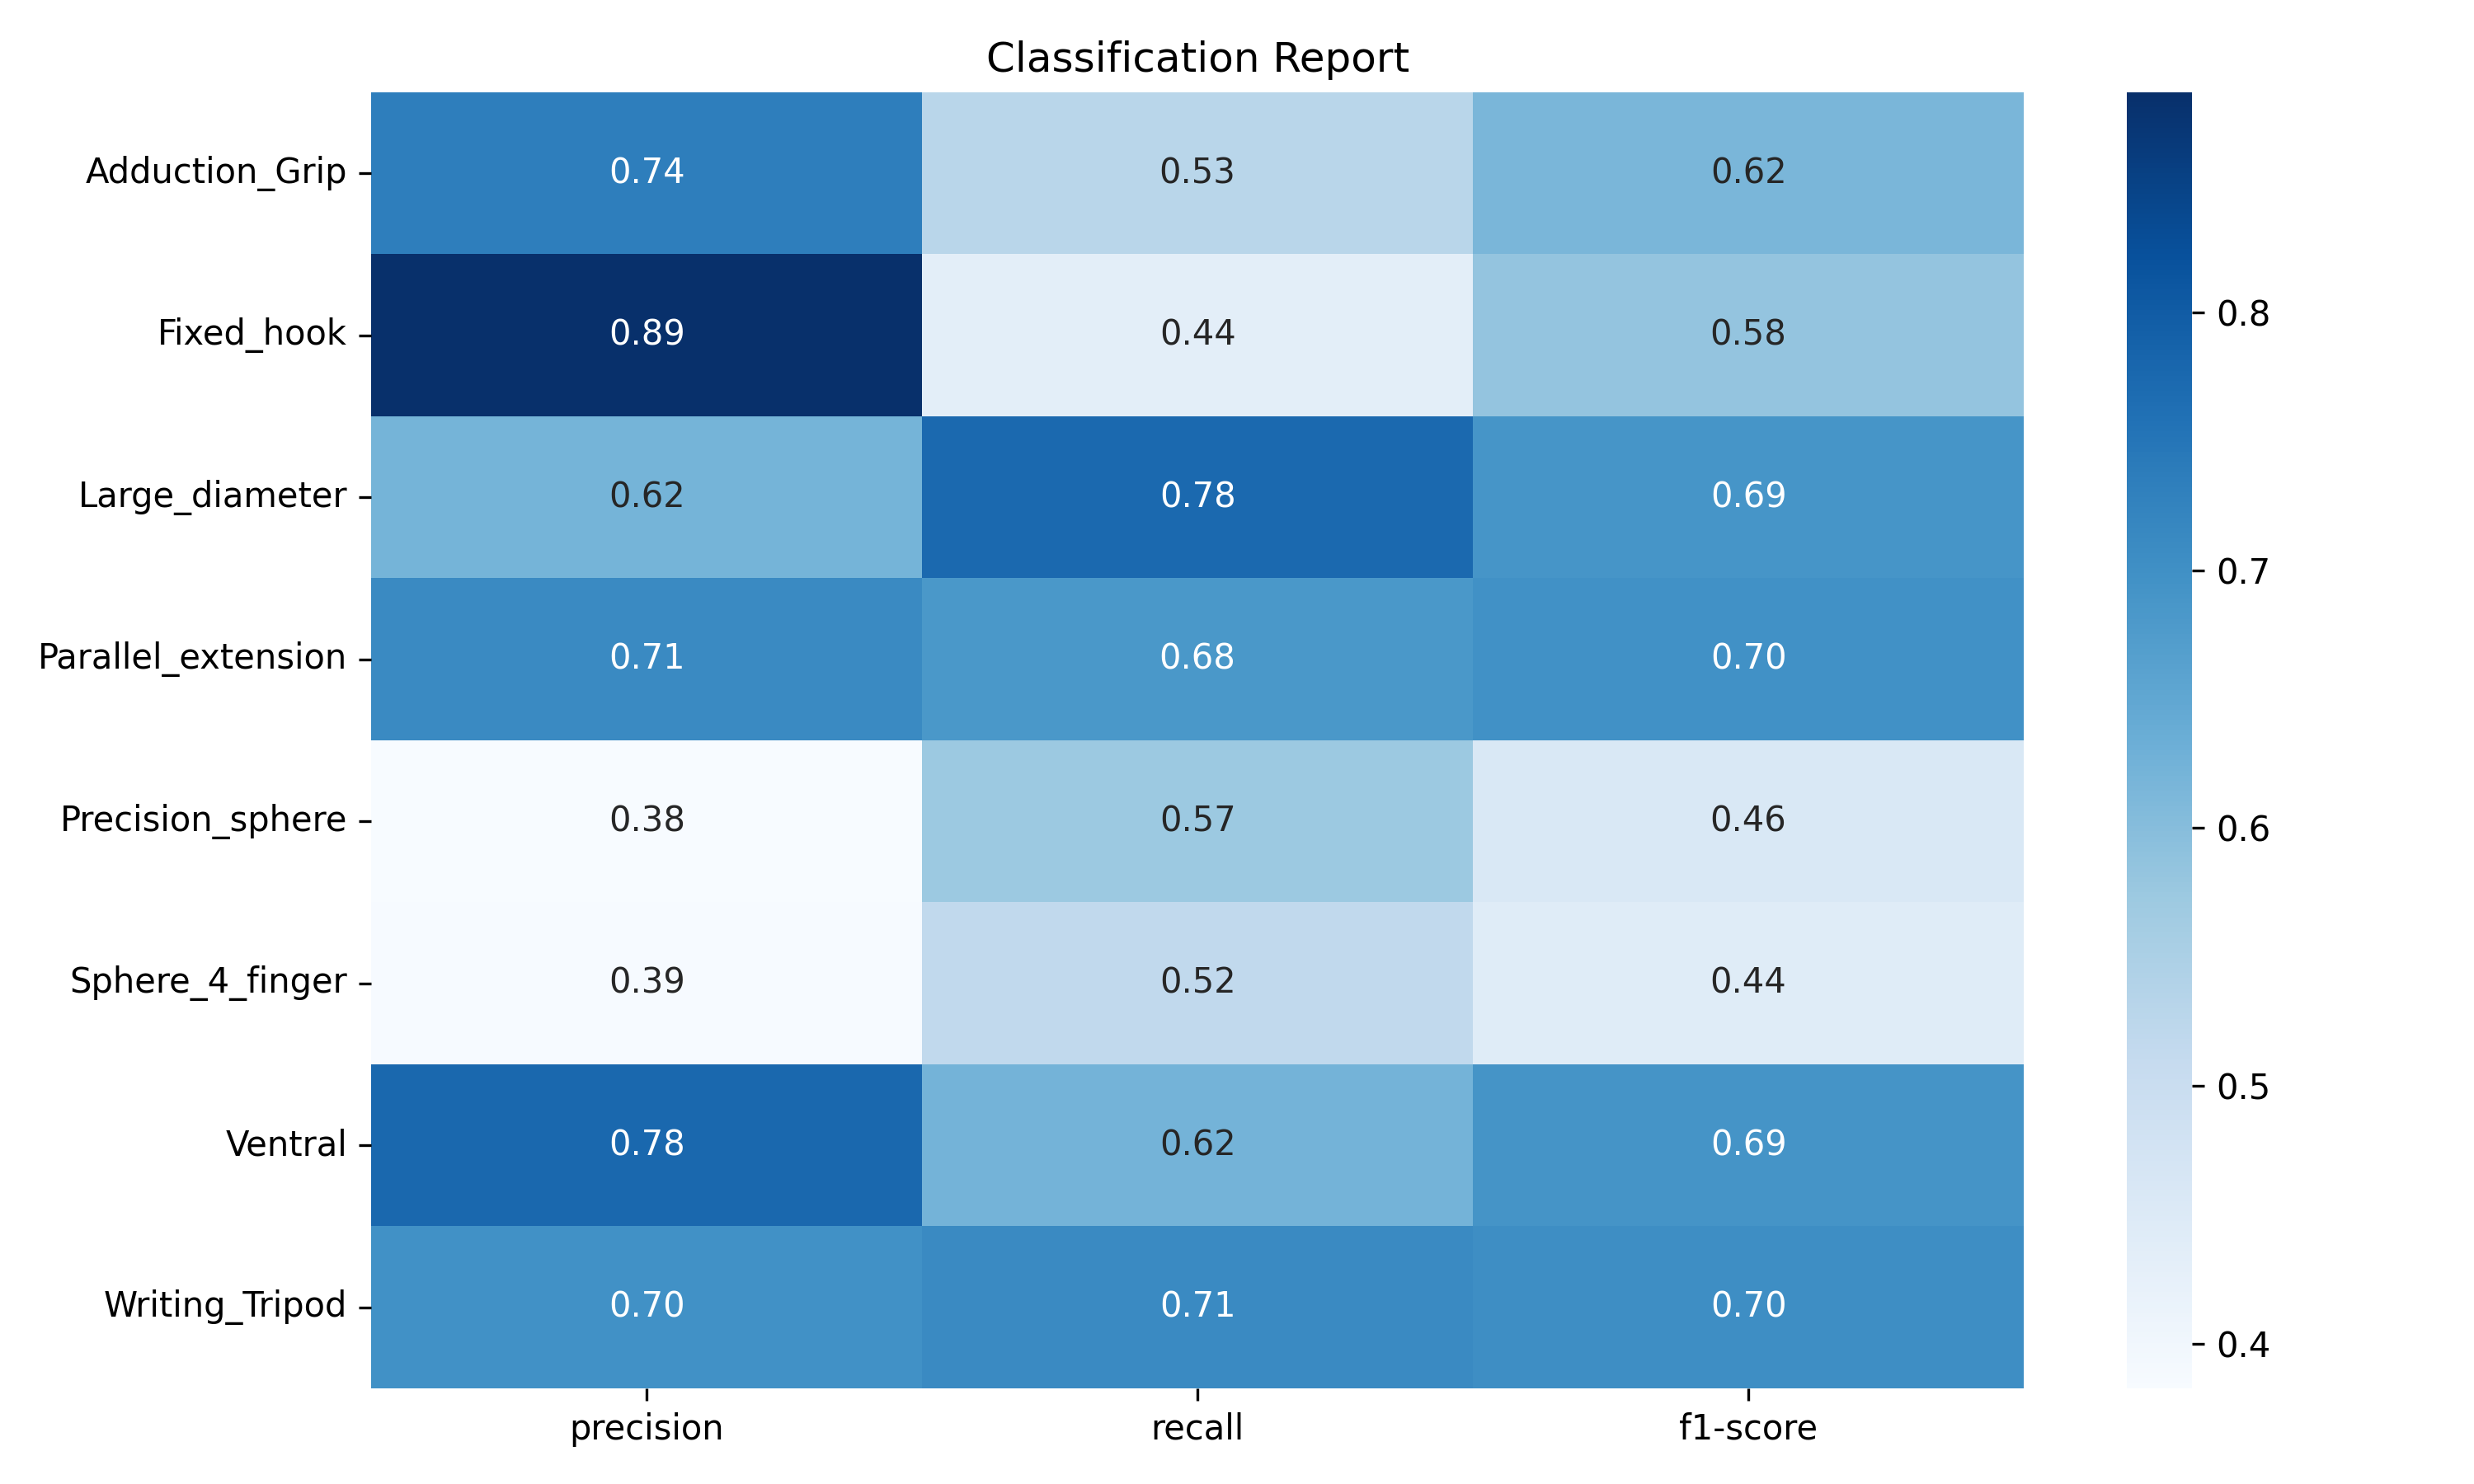 Classification Report
Adduction_Grip 0.74 0.53 0.62
Fixed_hook 0.89 0.44 0.58 0.8
Large_diameter 0.62 0.78 0.69
0.7
Parallel_extension 0.71 0.68 0.70
Precision_sphere 0.38 0.57 0.46 0.6
Sphere_4_finger 0.39 0.52 0.44
0.5
Ventral 0.78 0.62 0.69
Writing_Tripod 0.70 0.71 0.70
0.4
precision recall f1-score